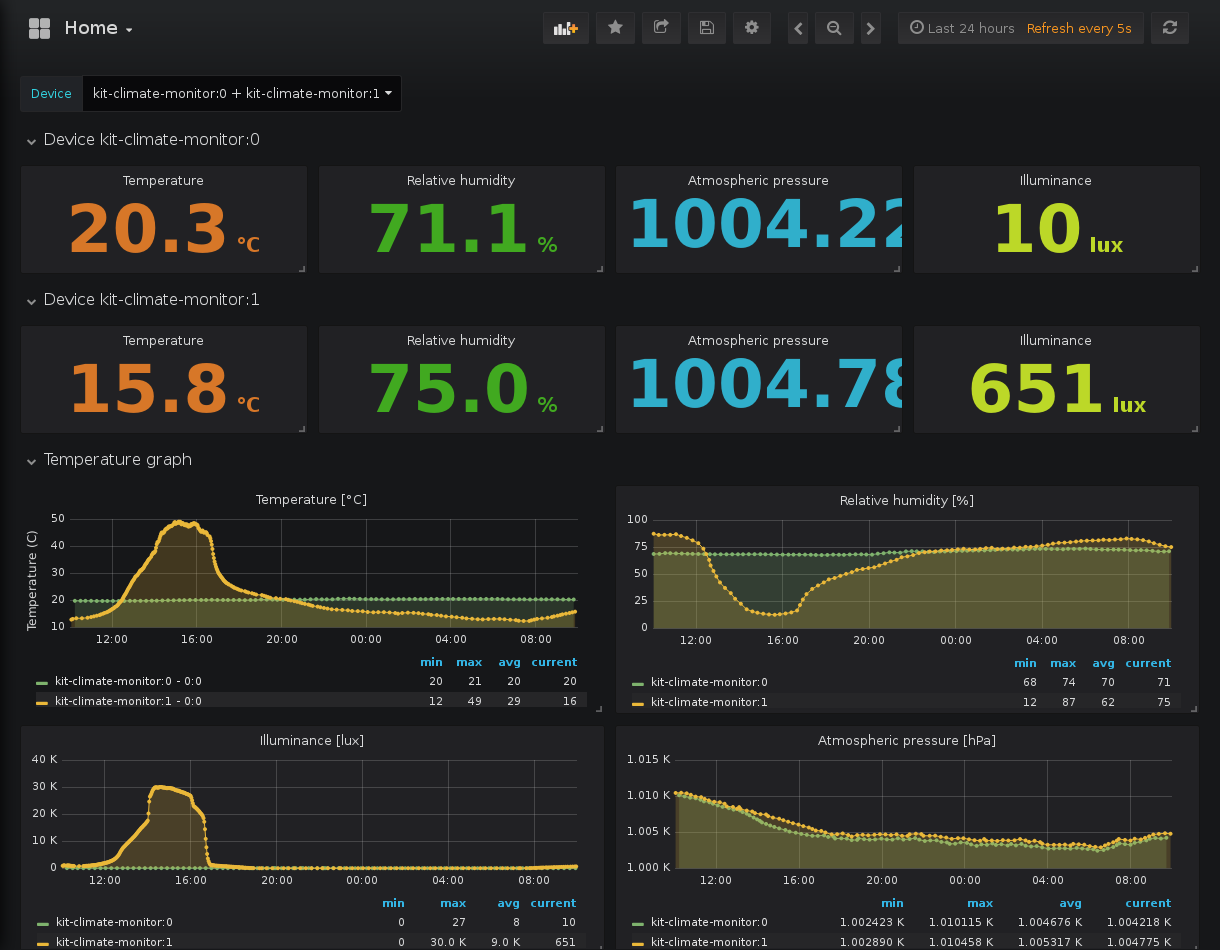 Home
Last 24 hours Refresh every 5s
Device kit-climate-monitor:0 + kit-climate-monitor:1
Device kit-climate-monitor:0
Temperature Relative humidity Atmospheric pressure Illuminance
20.3 °C 71.1 % 1004.22 10 lux
Device kit-climate-monitor:1
Temperature Relative humidity Atmospheric pressure Illuminance
15.8 °C 75.0 % 1004.78 651 lux
Temperature graph
Temperature [°C]
Temperature (C)
50
40
30
20
10
12:00 16:00 20:00 00:00 04:00 08:00
min max avg current
kit-climate-monitor:0 - 0:0 20 21 20 20
kit-climate-monitor:1 - 0:0 12 49 29 16
Relative humidity [%]
100
75
50
25
0
12:00 16:00 20:00 00:00 04:00 08:00
min max avg current
kit-climate-monitor:0 68 74 70 71
kit-climate-monitor:1 12 87 62 75
Illuminance [lux]
40 K
30 K
20 K
10 K
0
12:00 16:00 20:00 00:00 04:00 08:00
min max avg current
kit-climate-monitor:0 0 27 8 10
kit-climate-monitor:1 0 30.0 K 9.0 K 651
Atmospheric pressure [hPa]
1.015 K
1.010 K
1.005 K
1.000 K
12:00 16:00 20:00 00:00 04:00 08:00
min max avg current
kit-climate-monitor:0 1.002423 K 1.010115 K 1.004676 K 1.004218 K
kit-climate-monitor:1 1.002890 K 1.010458 K 1.005317 K 1.004775 K